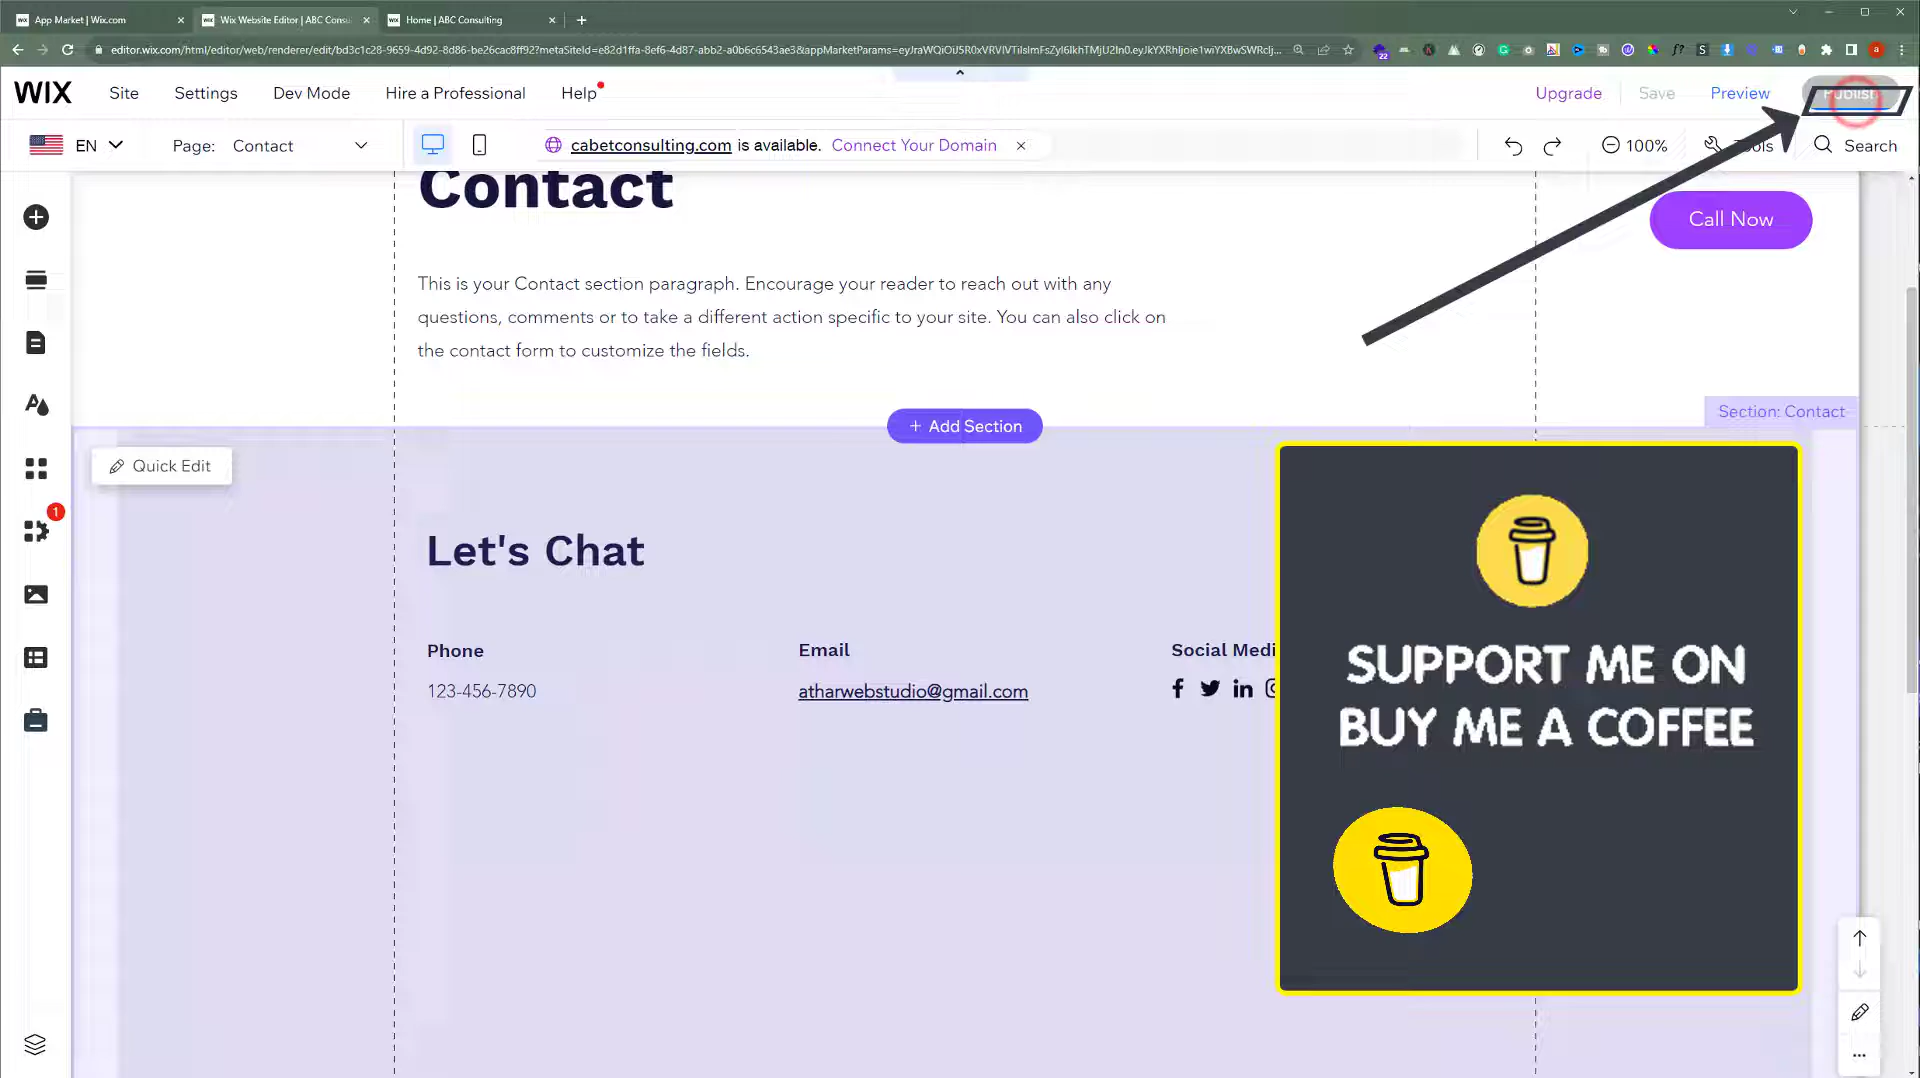 App Market | Wix.com
Wix Website Editor | ABC Consu
Home | ABC Consulting
WIX
Site
Settings
Dev Mode
Hire a Professional
Help
Upgrade
Save
Preview
Publish
EN
Page:
Contact
cabetconsulting.com is available.
Connect Your Domain
100%
Tools
Search
Contact
Call Now
This is your Contact section paragraph. Encourage your reader to reach out with any
questions, comments or to take a different action specific to your site. You can also click on
the contact form to customize the fields.
+ Add Section
Section: Contact
Quick Edit
1
Let's Chat
Phone
Email
Social Medi
123-456-7890
atharwebstudio@gmail.com
SUPPORT ME ON
BUY ME A COFFEE